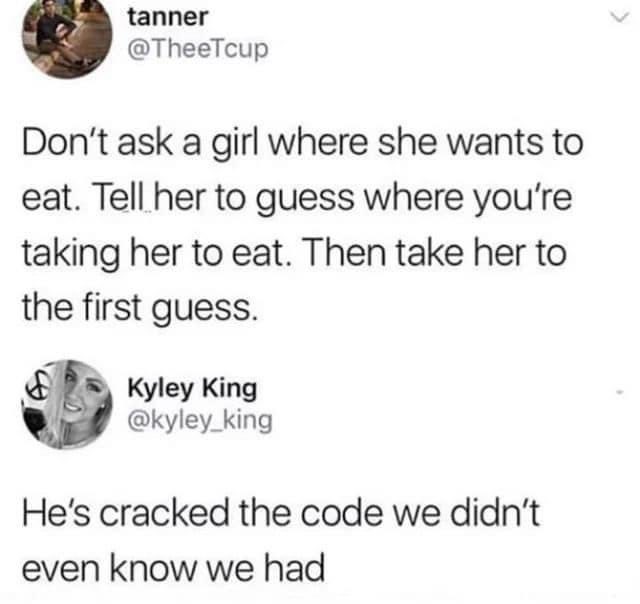 tanner
@TheeTcup
Don't ask a girl where she wants to
eat. Tell her to guess where you're
taking her to eat. Then take her to
the first guess.
Kyley King
@kyley_king
He's cracked the code we didn't
even know we had